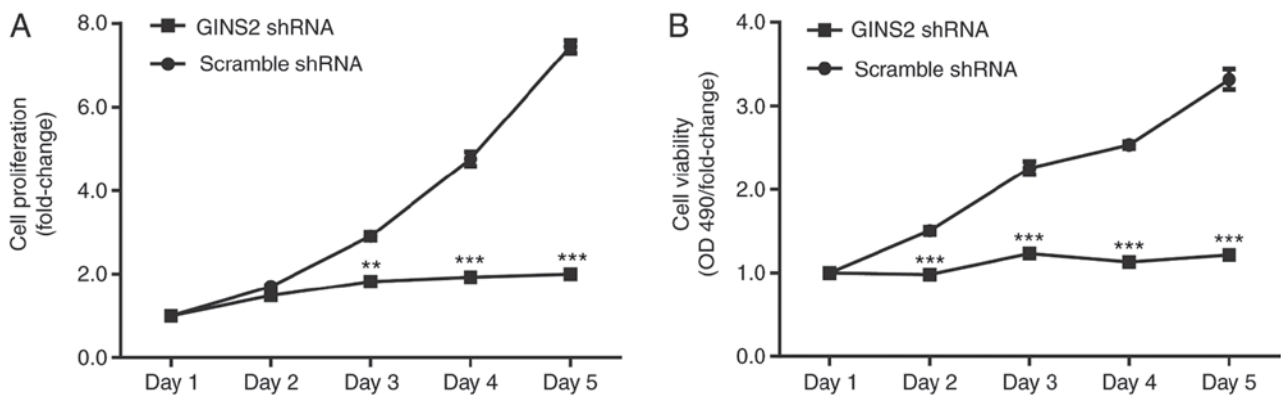 A
GINS2 shRNA
Scramble shRNA
Cell proliferation
(fold-change)
8.0
6.0
4.0
2.0
0.0
**
***
***
Day 1
Day 2
Day 3
Day 4
Day 5
B
GINS2 shRNA
Scramble shRNA
Cell viability
(OD 490/fold-change)
4.0
3.0
2.0
1.0
0.0
***
***
***
***
Day 1
Day 2
Day 3
Day 4
Day 5